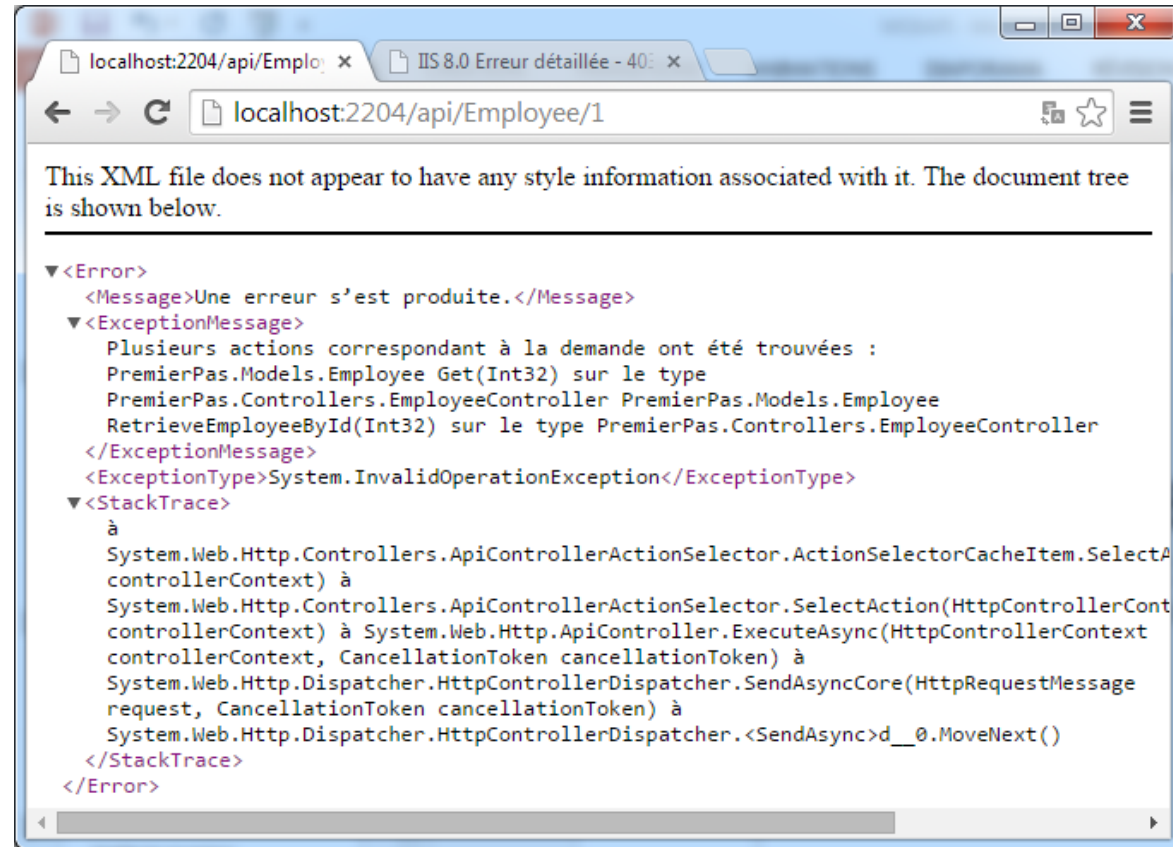 localhost:2204/api/Emplo
IIS 8.0 Erreur détaillée - 403
localhost:2204/api/Employee/1
This XML file does not appear to have any style information associated with it. The document tree
is shown below.
▼<Error>
<Message>Une erreur s’est produite.</Message>
▼<ExceptionMessage>
Plusieurs actions correspondant à la demande ont été trouvées :
PremierPas.Models.Employee Get(Int32) sur le type
PremierPas.Controllers.EmployeeController PremierPas.Models.Employee
RetrieveEmployeeById(Int32) sur le type PremierPas.Controllers.EmployeeController
</ExceptionMessage>
<ExceptionType>System.InvalidOperationException</ExceptionType>
▼<StackTrace>
à
System.Web.Http.Controllers.ApiControllerActionSelector.ActionSelectorCacheItem.SelectA
controllerContext) à
System.Web.Http.Controllers.ApiControllerActionSelector.SelectAction(HttpControllerCont
controllerContext) à System.Web.Http.ApiController.ExecuteAsync(HttpControllerContext
controllerContext, CancellationToken cancellationToken) à
System.Web.Http.Dispatcher.HttpControllerDispatcher.SendAsyncCore(HttpRequestMessage
request, CancellationToken cancellationToken) à
System.Web.Http.Dispatcher.HttpControllerDispatcher.<SendAsync>d__0.MoveNext()
</StackTrace>
</Error>